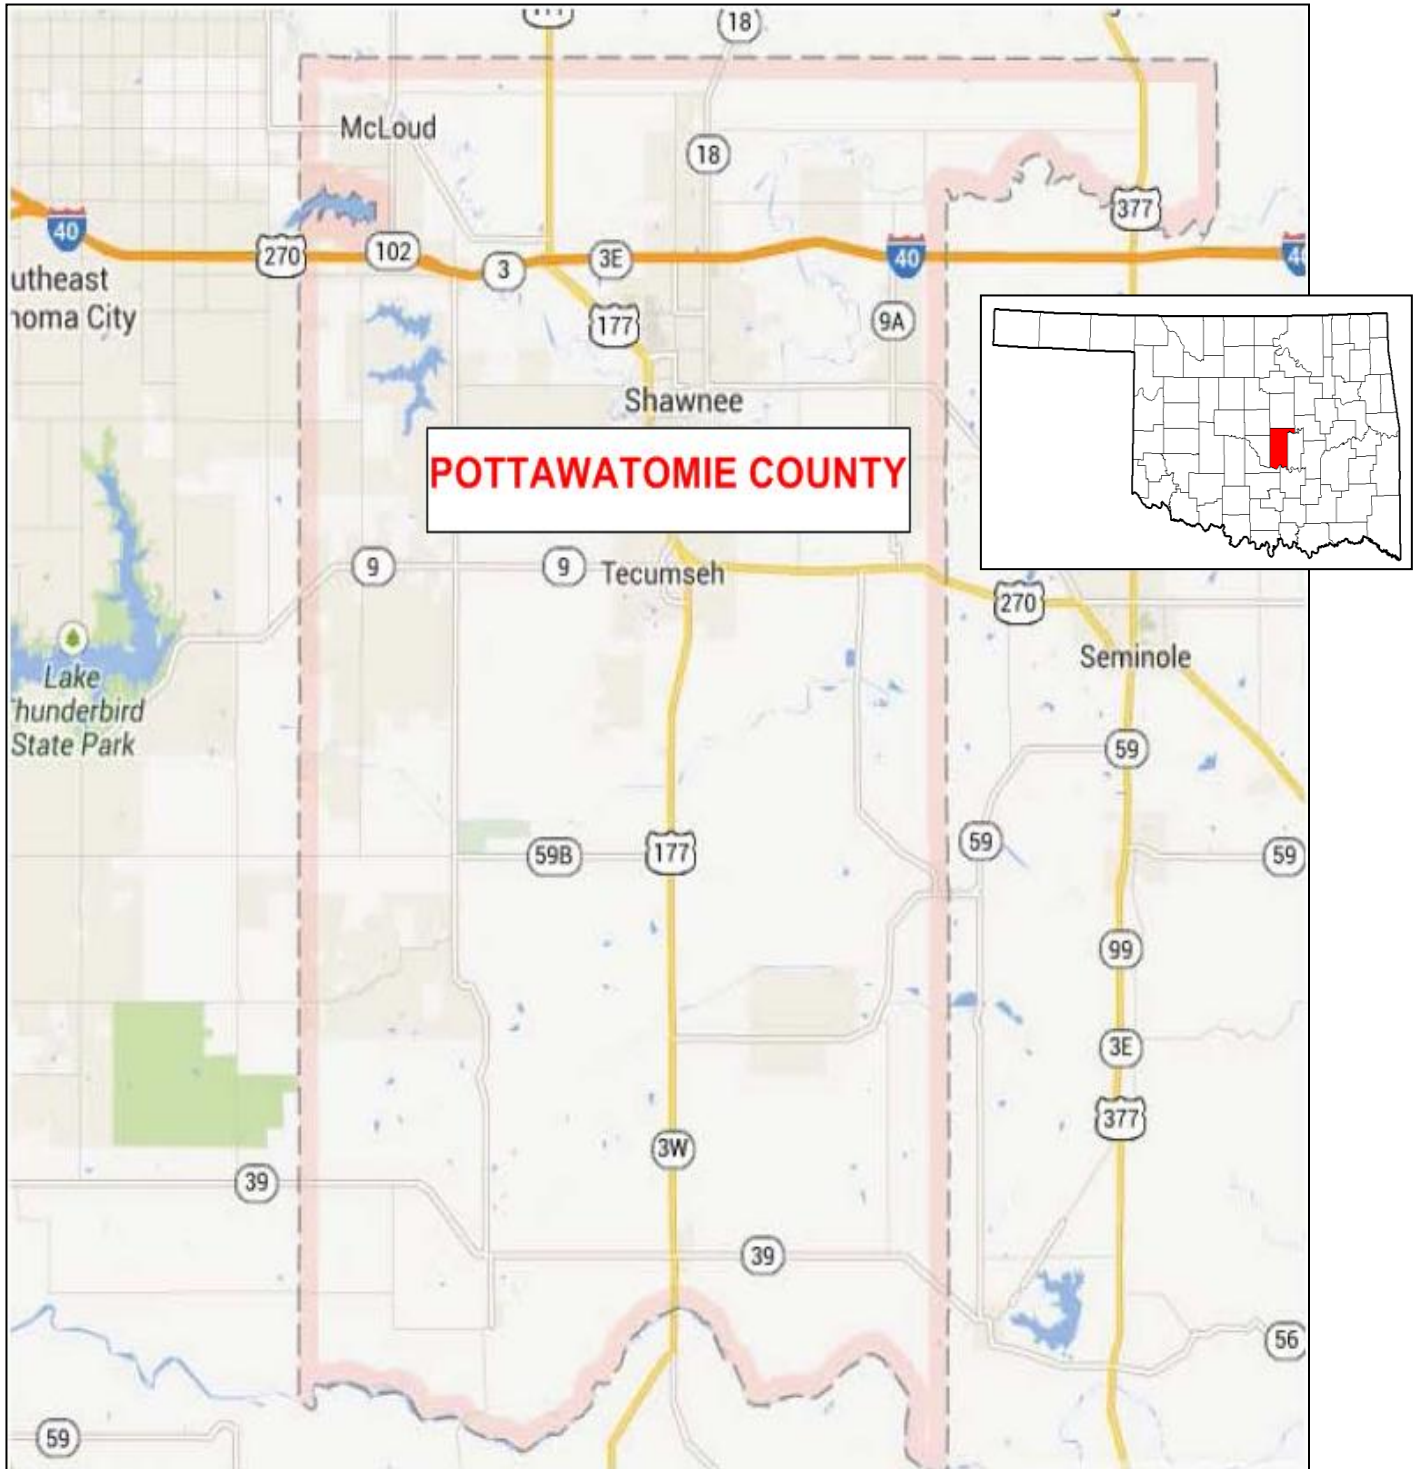 18
McLoud
18
377
40
270
102
3
3E
40
utheast
homa City
177
9A
Shawnee
POTTAWATOMIE COUNTY
9
9
Tecumseh
270
Seminole
Lake
Thunderbird
State Park
59
59B
177
59
59
99
3E
377
3W
39
39
56
59